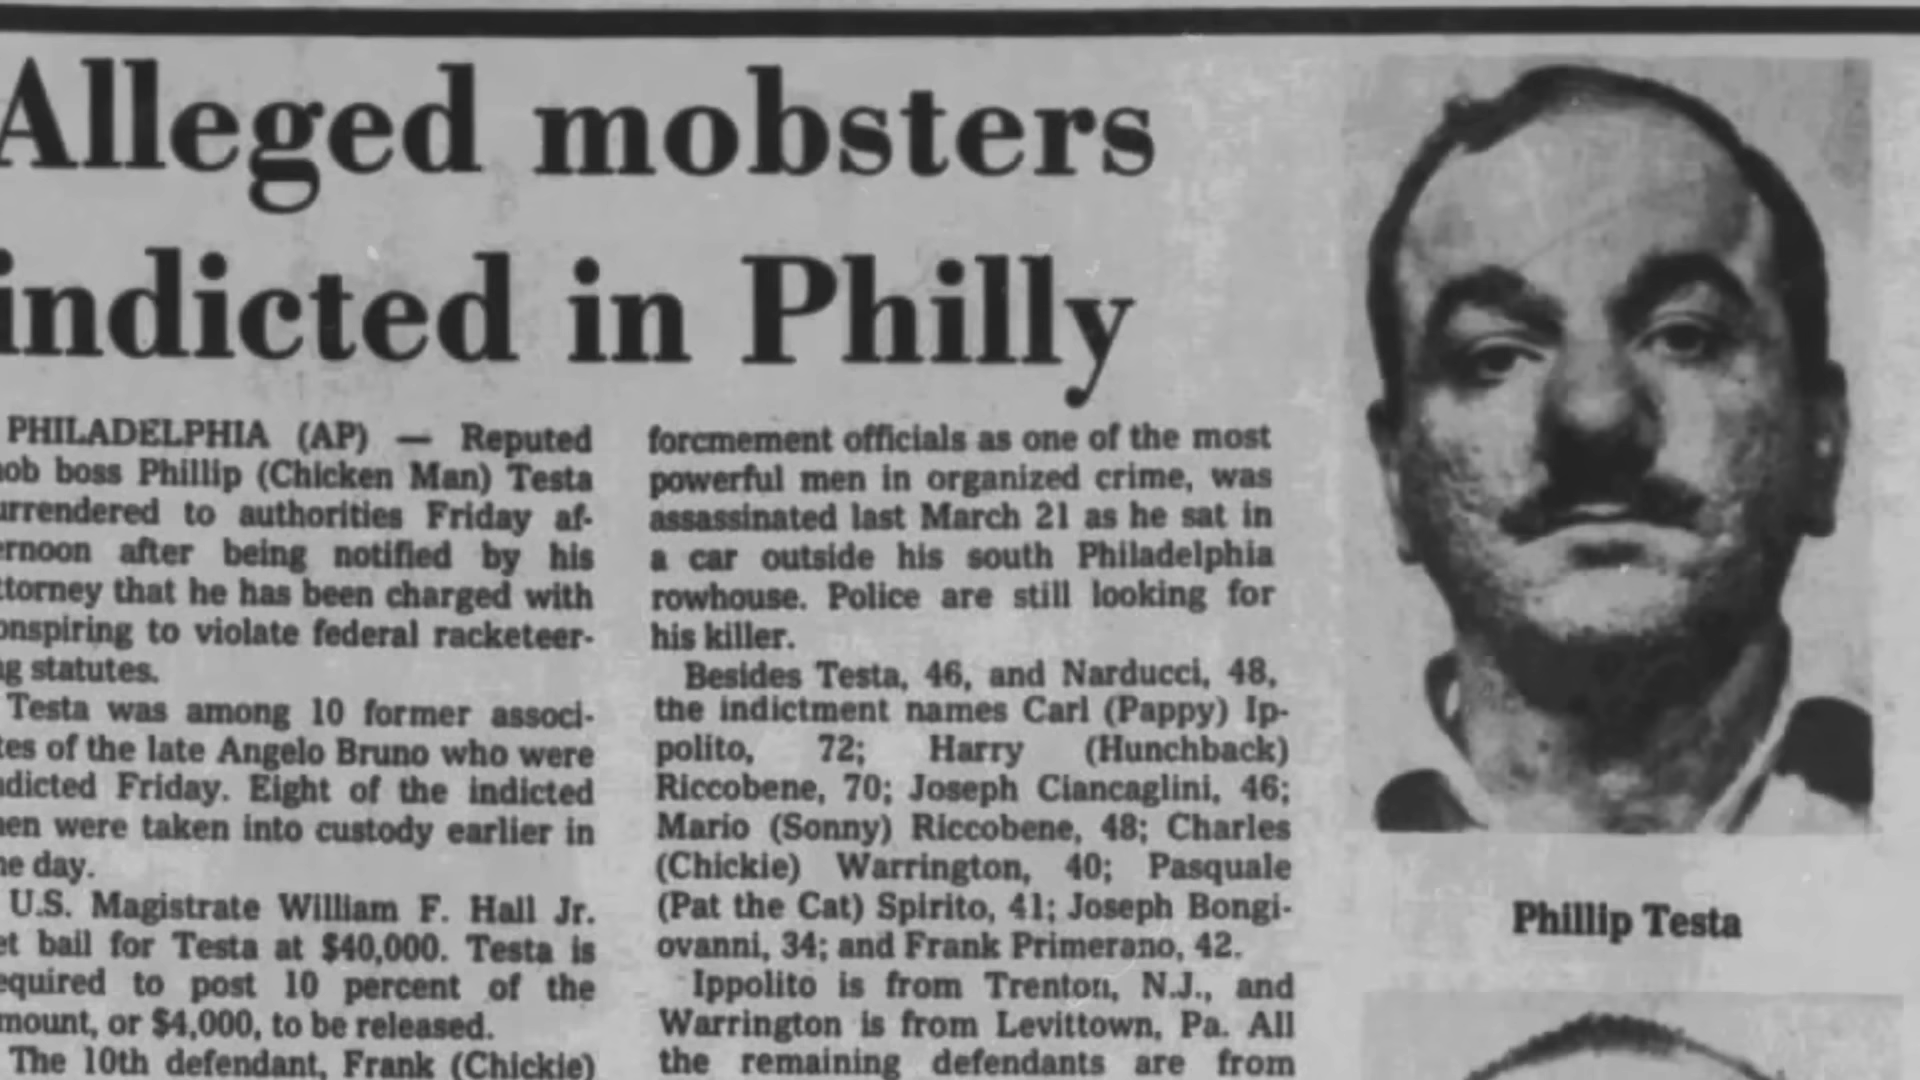 Alleged mobsters
indicted in Philly
PHILADELPHIA (AP) — Reputed
ob boss Phillip (Chicken Man) Testa
urrendered to authorities Friday af-
ernoon after being notified by his
ttorney that he has been charged with
onspiring to violate federal racketeer-
g statutes.
Testa was among 10 former associ-
tes of the late Angelo Bruno who were
ndicted Friday. Eight of the indicted
en were taken into custody earlier in
he day.
U.S. Magistrate William F. Hall Jr.
et bail for Testa at $40,000. Testa is
equired to post 10 percent of the
mount, or $4,000, to be released.
The 10th defendant, Frank (Chickie)
forcmement officials as one of the most
powerful men in organized crime, was
assassinated last March 21 as he sat in
a car outside his south Philadelphia
rowhouse. Police are still looking for
his killer.
Besides Testa, 46, and Narducci, 48,
the indictment names Carl (Pappy) Ip-
polito, 72; Harry (Hunchback)
Riccobene, 70; Joseph Ciancaglini, 46;
Mario (Sonny) Riccobene, 48; Charles
(Chickie) Warrington, 40; Pasquale
(Pat the Cat) Spirito, 41; Joseph Bongi-
ovanni, 34; and Frank Primerano, 42.
Ippolito is from Trenton, N.J., and
Warrington is from Levittown, Pa. All
the remaining defendants are from
Phillip Testa